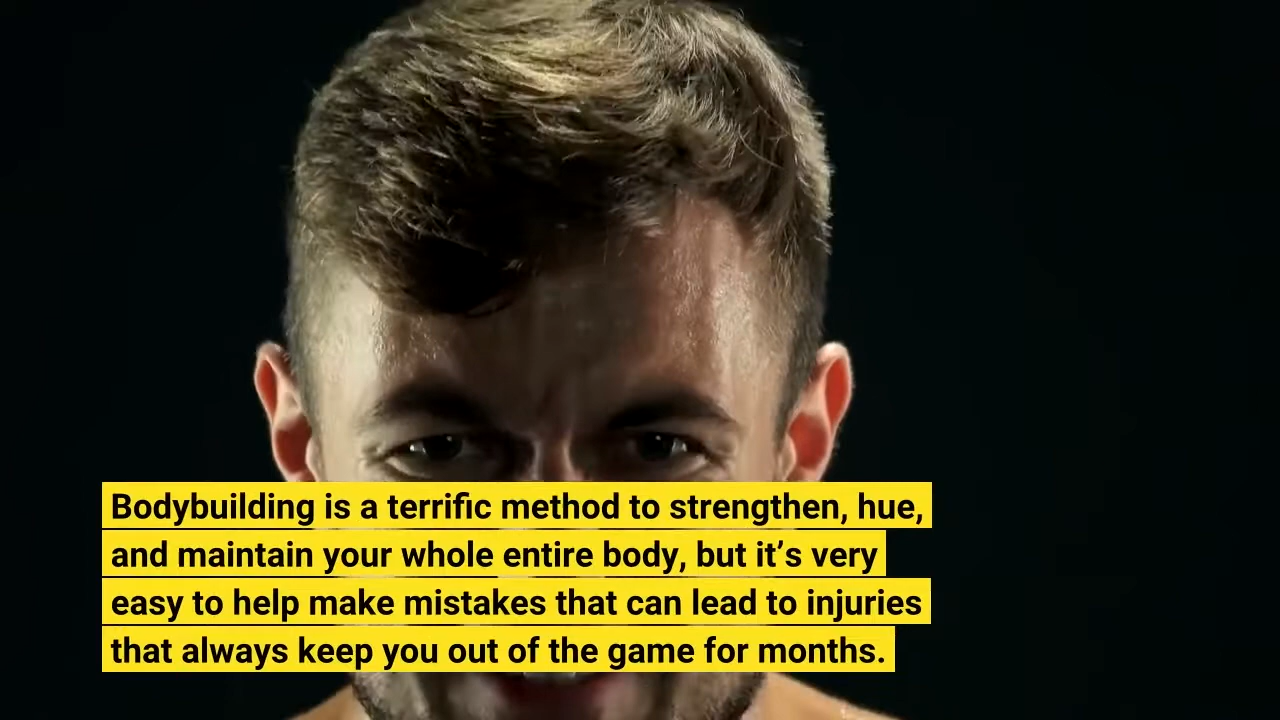 Bodybuilding is a terrific method to strengthen, hue,
and maintain your whole entire body, but it’s very
easy to help make mistakes that can lead to injuries
that always keep you out of the game for months.